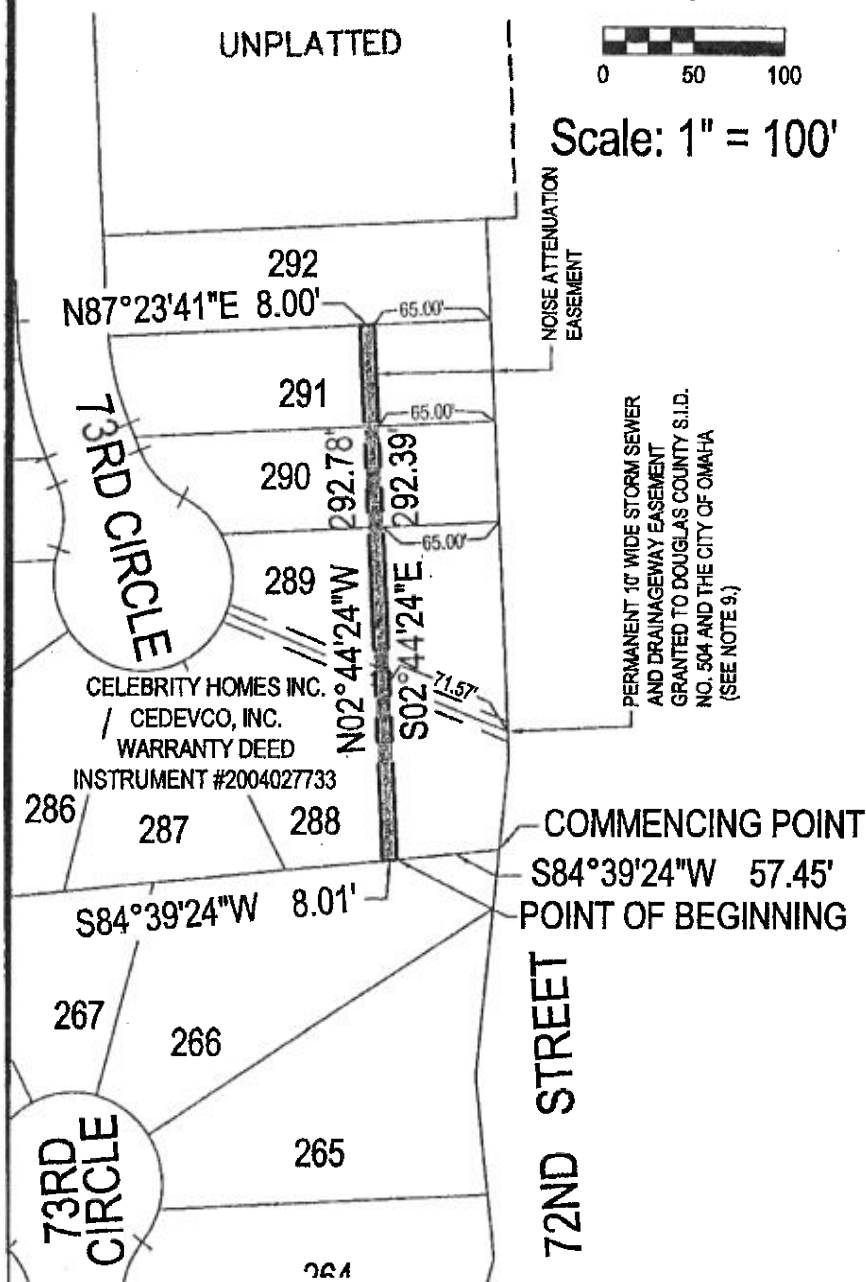 UNPLATTED
0 50 100
Scale: 1" = 100'
NOISE ATTENUATION
EASEMENT
292
N87°23'41"E 8.00'
65.00'
291
65.00'
73RD CIRCLE
290
292.78'
292.39'
65.00'
289
N02°44'24"W
S02°44'24"E
PERMANENT 10' WIDE STORM SEWER
AND DRAINAGEWAY EASEMENT
GRANTED TO DOUGLAS COUNTY S.I.D.
NO. 504 AND THE CITY OF OMAHA
(SEE NOTE 9.)
71.57'
CELEBRITY HOMES INC.
/ CEDEVCO, INC.
WARRANTY DEED
INSTRUMENT #2004027733
286
287
288
COMMENCING POINT
S84°39'24"W 57.45'
S84°39'24"W 8.01'
POINT OF BEGINNING
267
266
72ND STREET
73RD
CIRCLE
265
264